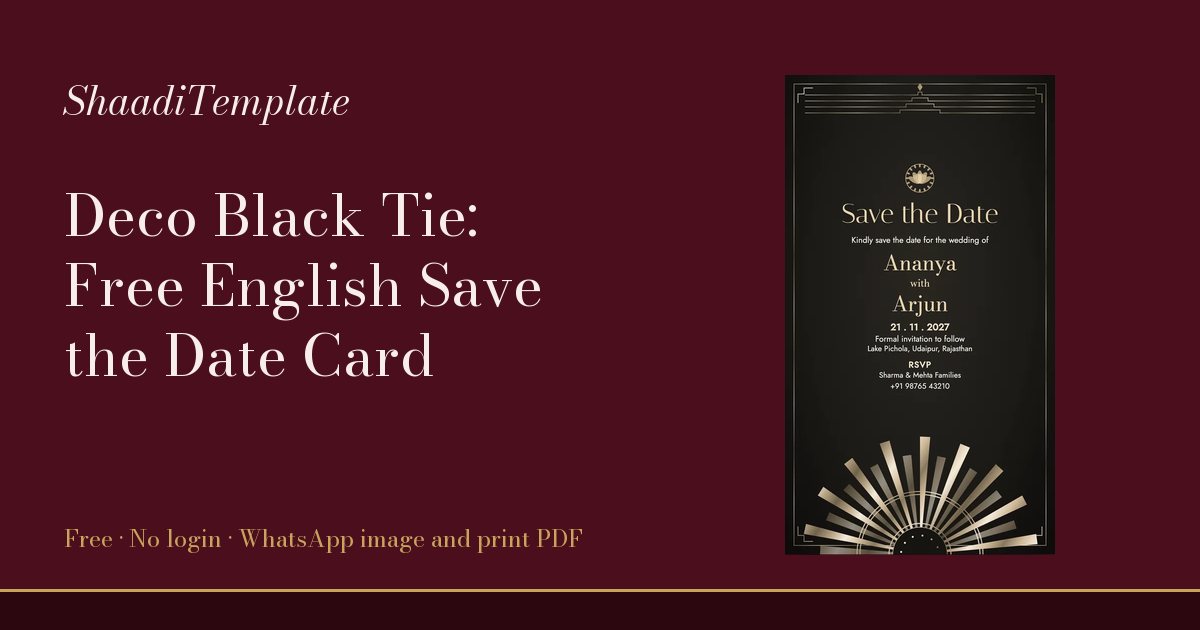 ShaadiTemplate
Deco Black Tie:
Free English Save
the Date Card
Free · No login · WhatsApp image and print PDF
Save the Date
Kindly save the date for the wedding of
Ananya
with
Arjun
21 . 11 . 2027
Formal invitation to follow
Lake Pichola, Udaipur, Rajasthan
RSVP
Sharma & Mehta Families
+91 98765 43210